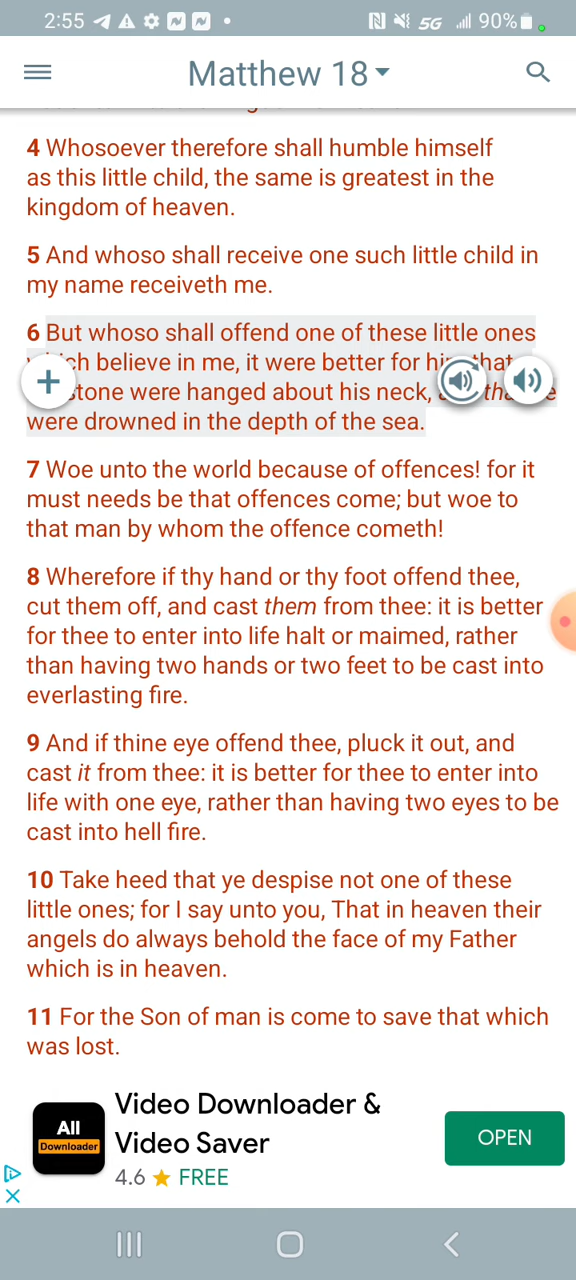 2:55 5G 90%
Matthew 18
4 Whosoever therefore shall humble himself
as this little child, the same is greatest in the
kingdom of heaven.
5 And whoso shall receive one such little child in
my name receiveth me.
6 But whoso shall offend one of these little ones
believe in me, it were better for that
were hanged about his neck,
were drowned in the depth of the sea.
7 Woe unto the world because of offences! for it
must needs be that offences come; but woe to
that man by whom the offence cometh!
8 Wherefore if thy hand or thy foot offend thee,
cut them off, and cast them from thee: it is better
for thee to enter into life halt or maimed, rather
than having two hands or two feet to be cast into
everlasting fire.
9 And if thine eye offend thee, pluck it out, and
cast it from thee: it is better for thee to enter into
life with one eye, rather than having two eyes to be
cast into hell fire.
10 Take heed that ye despise not one of these
little ones; for I say unto you, That in heaven their
angels do always behold the face of my Father
which is in heaven.
11 For the Son of man is come to save that which
was lost.
All
Downloader
Video Downloader &
Video Saver
4.6 ★ FREE
OPEN